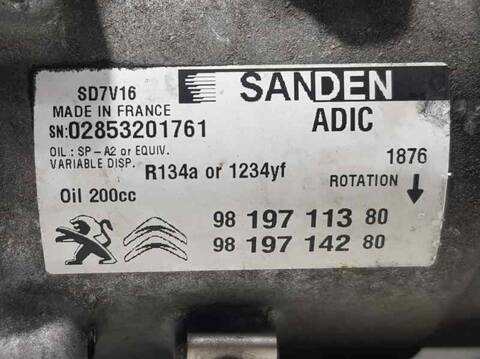 SD7V16
MADE IN FRANCE
SN:02853201761
OIL : SP-A2 or EQUIV.
VARIABLE DISP.
Oil 200cc
SANDEN
ADIC
1876
R134a or 1234yf
ROTATION
98 197 113 80
98 197 142 80